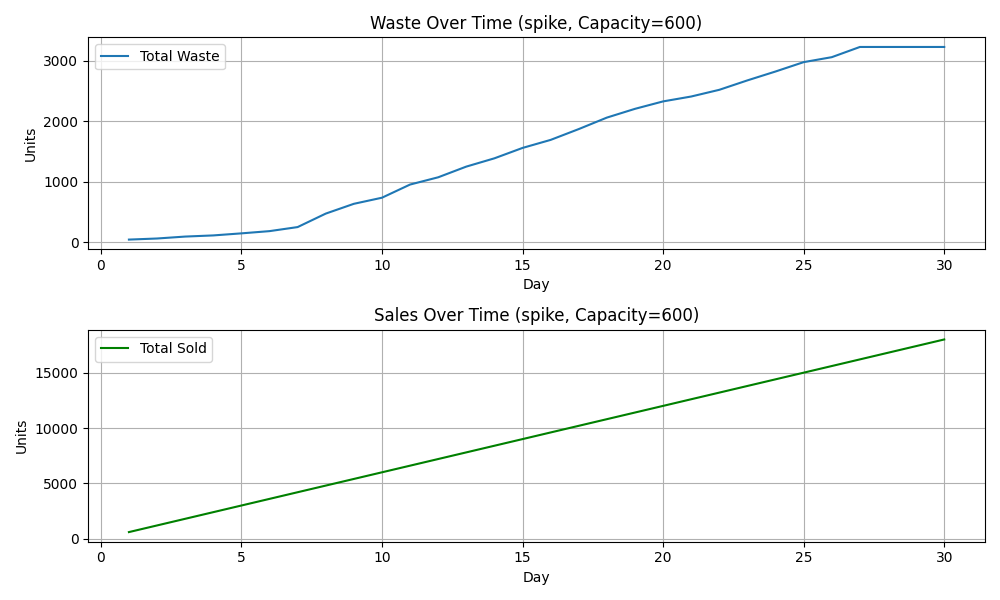 Waste Over Time (spike, Capacity=600)
Total Waste
Units
3000
2000
1000
0
0 5 10 15 20 25 30
Day
Sales Over Time (spike, Capacity=600)
Total Sold
Units
15000
10000
5000
0
0 5 10 15 20 25 30
Day